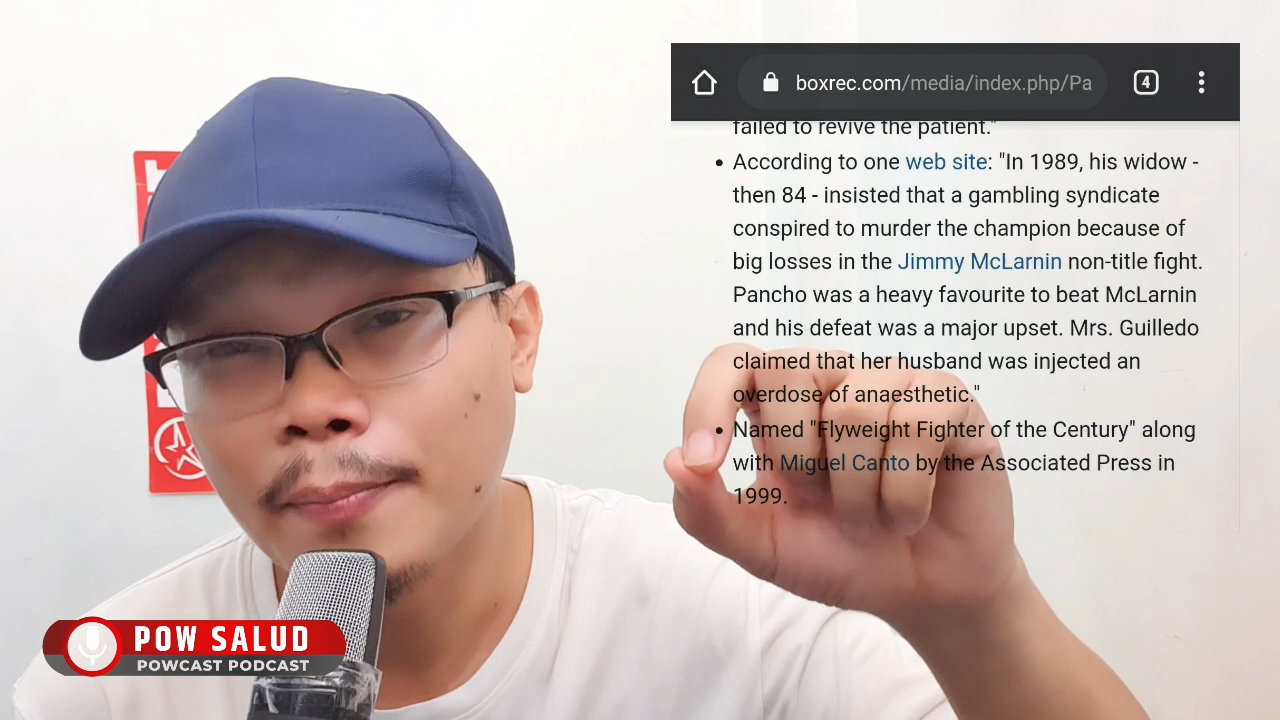 boxrec.com/media/index.php/Pa
4
failed to revive the patient."
• According to one web site: "In 1989, his widow -
then 84 - insisted that a gambling syndicate
conspired to murder the champion because of
big losses in the Jimmy McLarnin non-title fight.
Pancho was a heavy favourite to beat McLarnin
and his defeat was a major upset. Mrs. Guilledo
claimed that her husband was injected an
overdose of anaesthetic."
• Named "Flyweight Fighter of the Century" along
with Miguel Canto by the Associated Press in
1999.
POW SALUD
POWCAST PODCAST